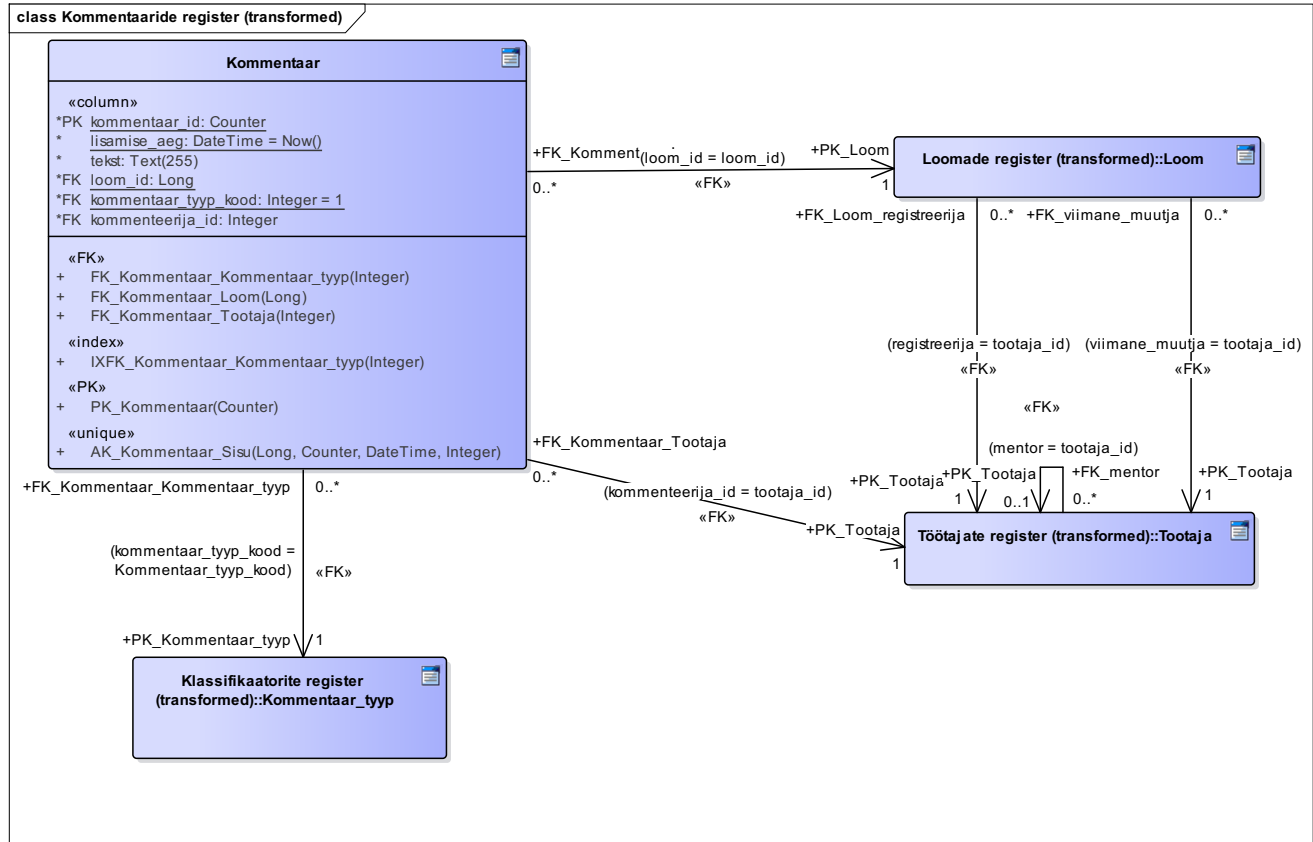 class Kommentaaride register (transformed)
Kommentaar
«column»
*PK kommentaar_id: Counter
* lisamise_aeg: DateTime = Now()
* tekst: Text(255)
*FK loom_id: Long
*FK kommentaar_tyyp_kood: Integer = 1
*FK kommenteerija_id: Integer
«FK»
+ FK_Kommentaar_Kommentaar_tyyp(Integer)
+ FK_Kommentaar_Loom(Long)
+ FK_Kommentaar_Tootaja(Integer)
«index»
+ IXFK_Kommentaar_Kommentaar_tyyp(Integer)
«PK»
+ PK_Kommentaar(Counter)
«unique»
+ AK_Kommentaar_Sisu(Long, Counter, DateTime, Integer)
+FK_Komment
(loom_id = loom_id)
+PK_Loom
0..*
«FK»
1
Loomade register (transformed)::Loom
+FK_Loom_registreerija
0..*
+FK_viimane_muutja
0..*
(registreerija = tootaja_id)
(viimane_muutja = tootaja_id)
«FK»
«FK»
«FK»
(mentor = tootaja_id)
+FK_Kommentaar_Tootaja
0..*
(kommenteerija_id = tootaja_id)
«FK»
+PK_Tootaja
1
+PK_Tootaja
1
+PK_Tootaja
0..1
+FK_mentor
0..*
+PK_Tootaja
1
Töötajate register (transformed)::Tootaja
+FK_Kommentaar_Kommentaar_tyyp
0..*
(kommentaar_tyyp_kood =
Kommentaar_tyyp_kood)
«FK»
+PK_Kommentaar_tyyp
1
Klassifikaatorite register
(transformed)::Kommentaar_tyyp